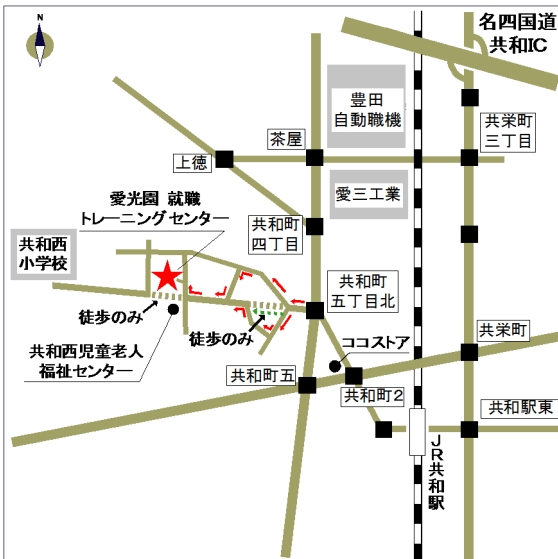 名四国道
共和IC
豊田
自動職機
共栄町
三丁目
茶屋
上徳
愛三工業
愛光園 就職
トレーニングセンター
共和町
四丁目
共和西
小学校
共和町
五丁目北
徒歩のみ
徒歩のみ
共和西児童老人
福祉センター
ココストア
共栄町
共和町五
共和町2
共和駅東
JR共和駅